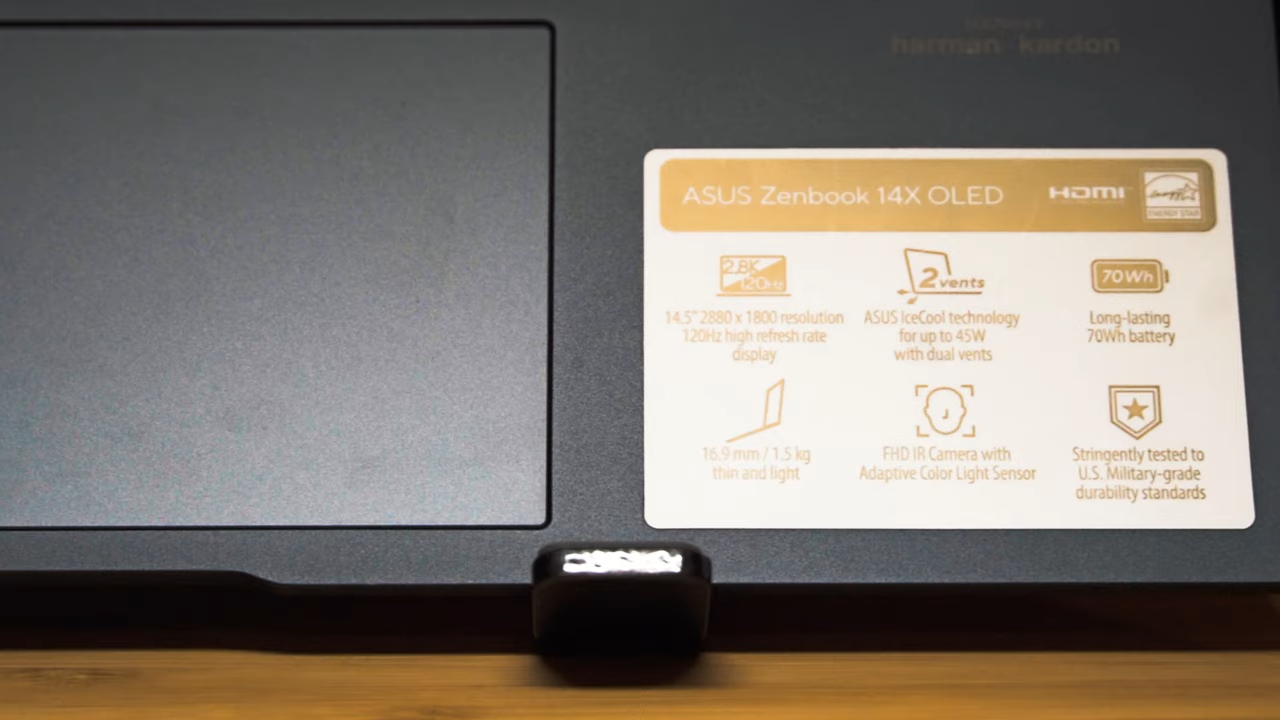 harman / kardon
ASUS Zenbook 14X OLED
HDMI
ENERGY STAR
2.8K
120Hz
14.5" 2880 x 1800 resolution
120Hz high refresh rate
display
2 vents
ASUS IceCool technology
for up to 45W
with dual vents
70Wh
Long-lasting
70Wh battery
16.9 mm / 1.5 kg
thin and light
FHD IR Camera with
Adaptive Color Light Sensor
Stringently tested to
U.S. Military-grade
durability standards